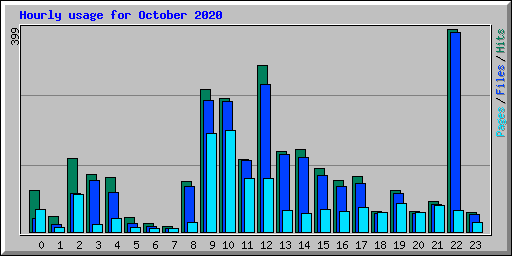 Hourly usage for October 2020
399
Pages/Files/Hits
0 1 2 3 4 5 6 7 8 9 10 11 12 13 14 15 16 17 18 19 20 21 22 23